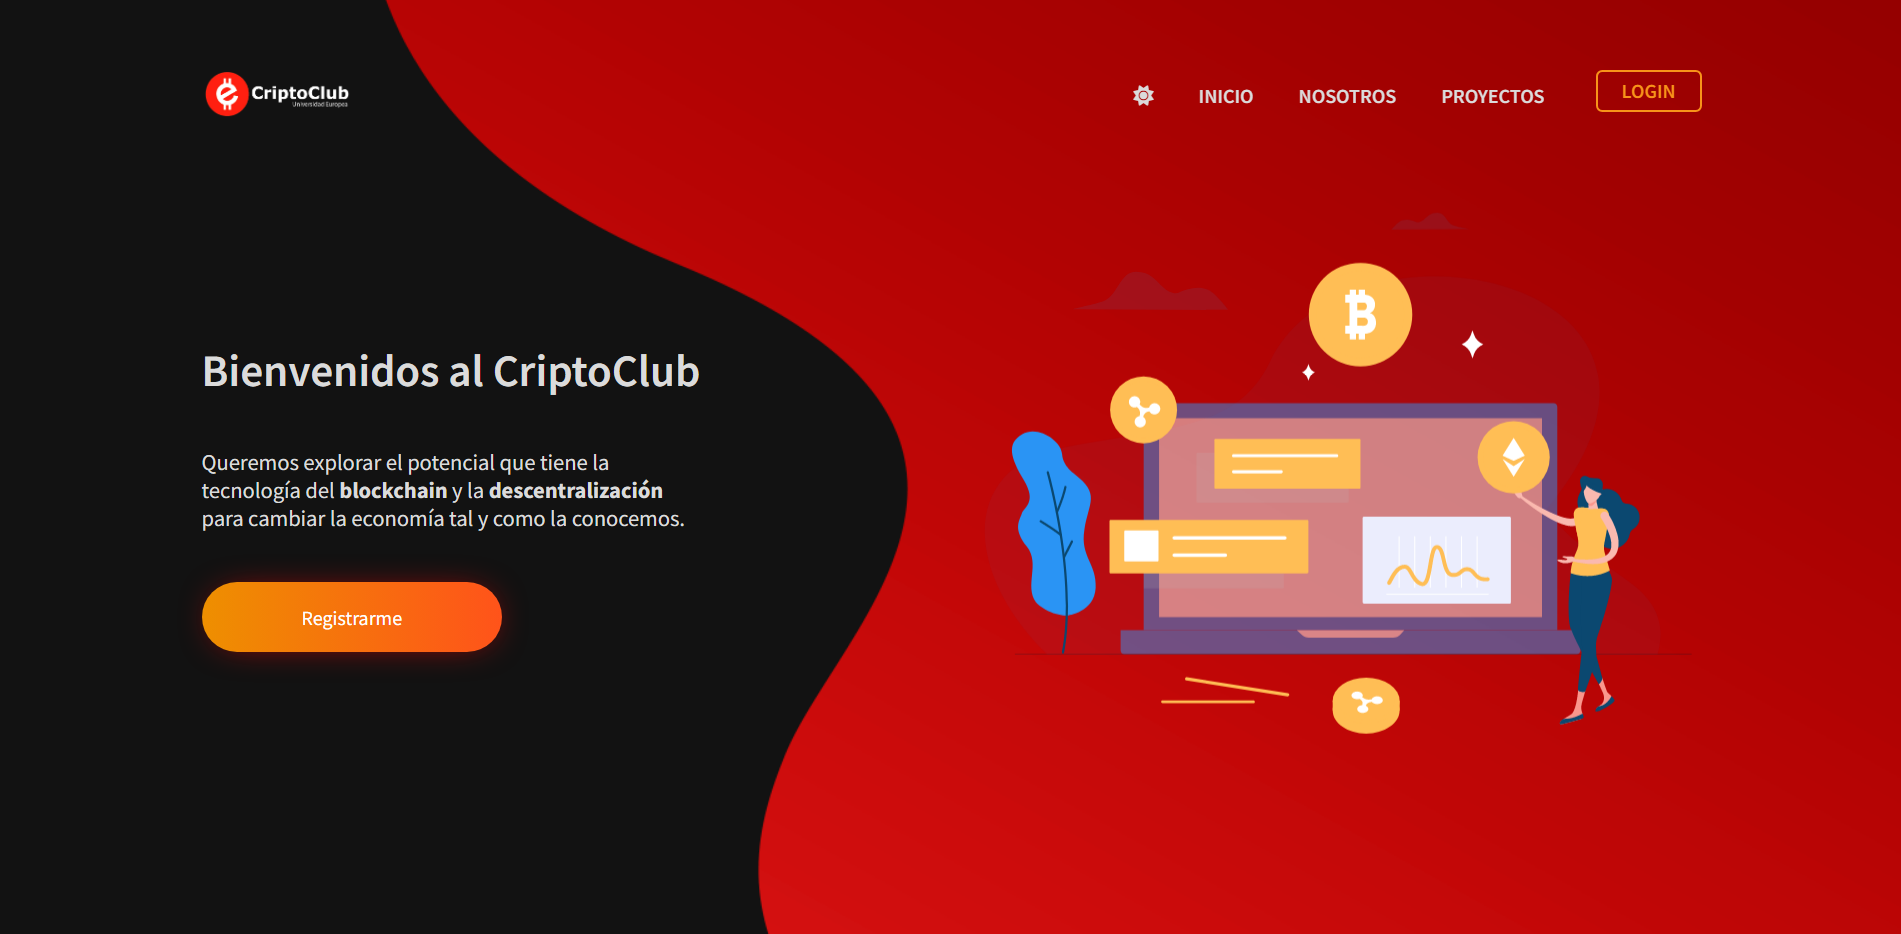 CriptoClub
Universidad Europea
INICIO
NOSOTROS
PROYECTOS
LOGIN
Bienvenidos al CriptoClub
Queremos explorar el potencial que tiene la
tecnología del blockchain y la descentralización
para cambiar la economía tal y como la conocemos.
Registrarme